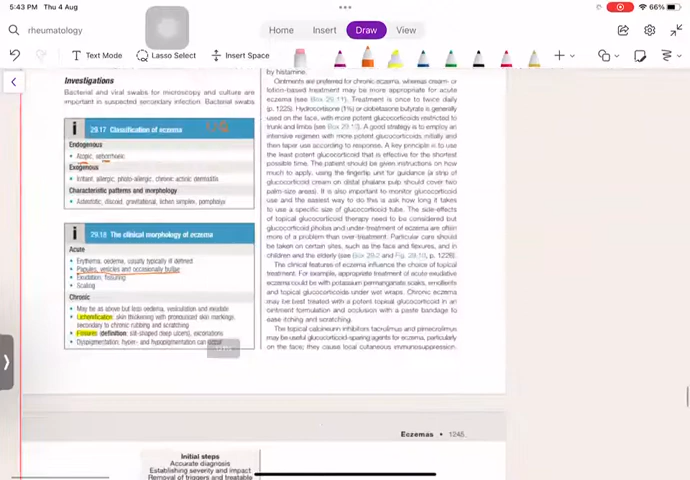 5:43 PM Thu 4 Aug
66%
rheumatology
Home
Insert
Draw
View
Text Mode
Lasso Select
Insert Space
Investigations
Bacterial and viral swabs for microscopy and culture are
important in suspected secondary infection. Bacterial swabs
29.17 Classification of eczema
Endogenous
• Atopic, seborrhoeic
Exogenous
• Irritant, allergic, photo-allergic, chronic actinic dermatitis
Characteristic patterns and morphology
• Asteatotic, discoid, gravitational, lichen simplex, pompholyx
29.18 The clinical morphology of eczema
Acute
• Erythema, oedema, usually typically ill defined
• Papules, vesicles and occasionally bullae
• Exudation, fissuring
• Scaling
Chronic
• May be as above but less oedema, vesiculation and exudate
• Lichenification: skin thickening with pronounced skin markings,
secondary to chronic rubbing and scratching
• Fissures (definition: slit-shaped deep ulcers), excoriations
• Dyspigmentation: hyper- and hypopigmentation can
by histamine.
Ointments are preferred for chronic eczema, whereas cream- or
lotion-based treatment may be more appropriate for acute
eczema (see Box 29.11). Treatment is once to twice daily
(p. 1225). Hydrocortisone (1%) or clobetasone butyrate is generally
used on the face, with more potent glucocorticoids restricted to
trunk and limbs (see Box 29.10). A good strategy is to employ an
intensive regimen with more potent glucocorticoids initially and
then taper use according to response. A key principle is to use
the least potent glucocorticoid that is effective for the shortest
possible time. The patient should be given instructions on how
much to apply, using the fingertip unit for guidance (a strip of
glucocorticoid cream on distal phalanx pulp should cover two
palm-size areas). It is also important to monitor glucocorticoid
use and the easiest way to do this is ask how long it takes
to use a specific size of glucocorticoid tube. The side-effects
of topical glucocorticoid therapy need to be considered but
glucocorticoid phobia and under-treatment of eczema are often
more of a problem than over-treatment. Particular care should
be taken on certain sites, such as the face and flexures, and in
children and the elderly (see Box 29.2 and Fig. 29.10, p. 1226).
The clinical features of eczema influence the choice of topical
treatment. For example, appropriate treatment of acute exudative
eczema could be with potassium permanganate soaks, emollients
and topical glucocorticoids under wet wraps. Chronic eczema
may be best treated with a potent topical glucocorticoid in an
ointment formulation and occlusion with a paste bandage to
ease itching and scratching.
The topical calcineurin inhibitors tacrolimus and pimecrolimus
may be useful glucocorticoid-sparing agents for eczema, particularly
on the face; they cause local cutaneous immunosuppression.
Eczemas • 1245
Initial steps
Accurate diagnosis
Establishing severity and impact
Removal of triggers and treatable